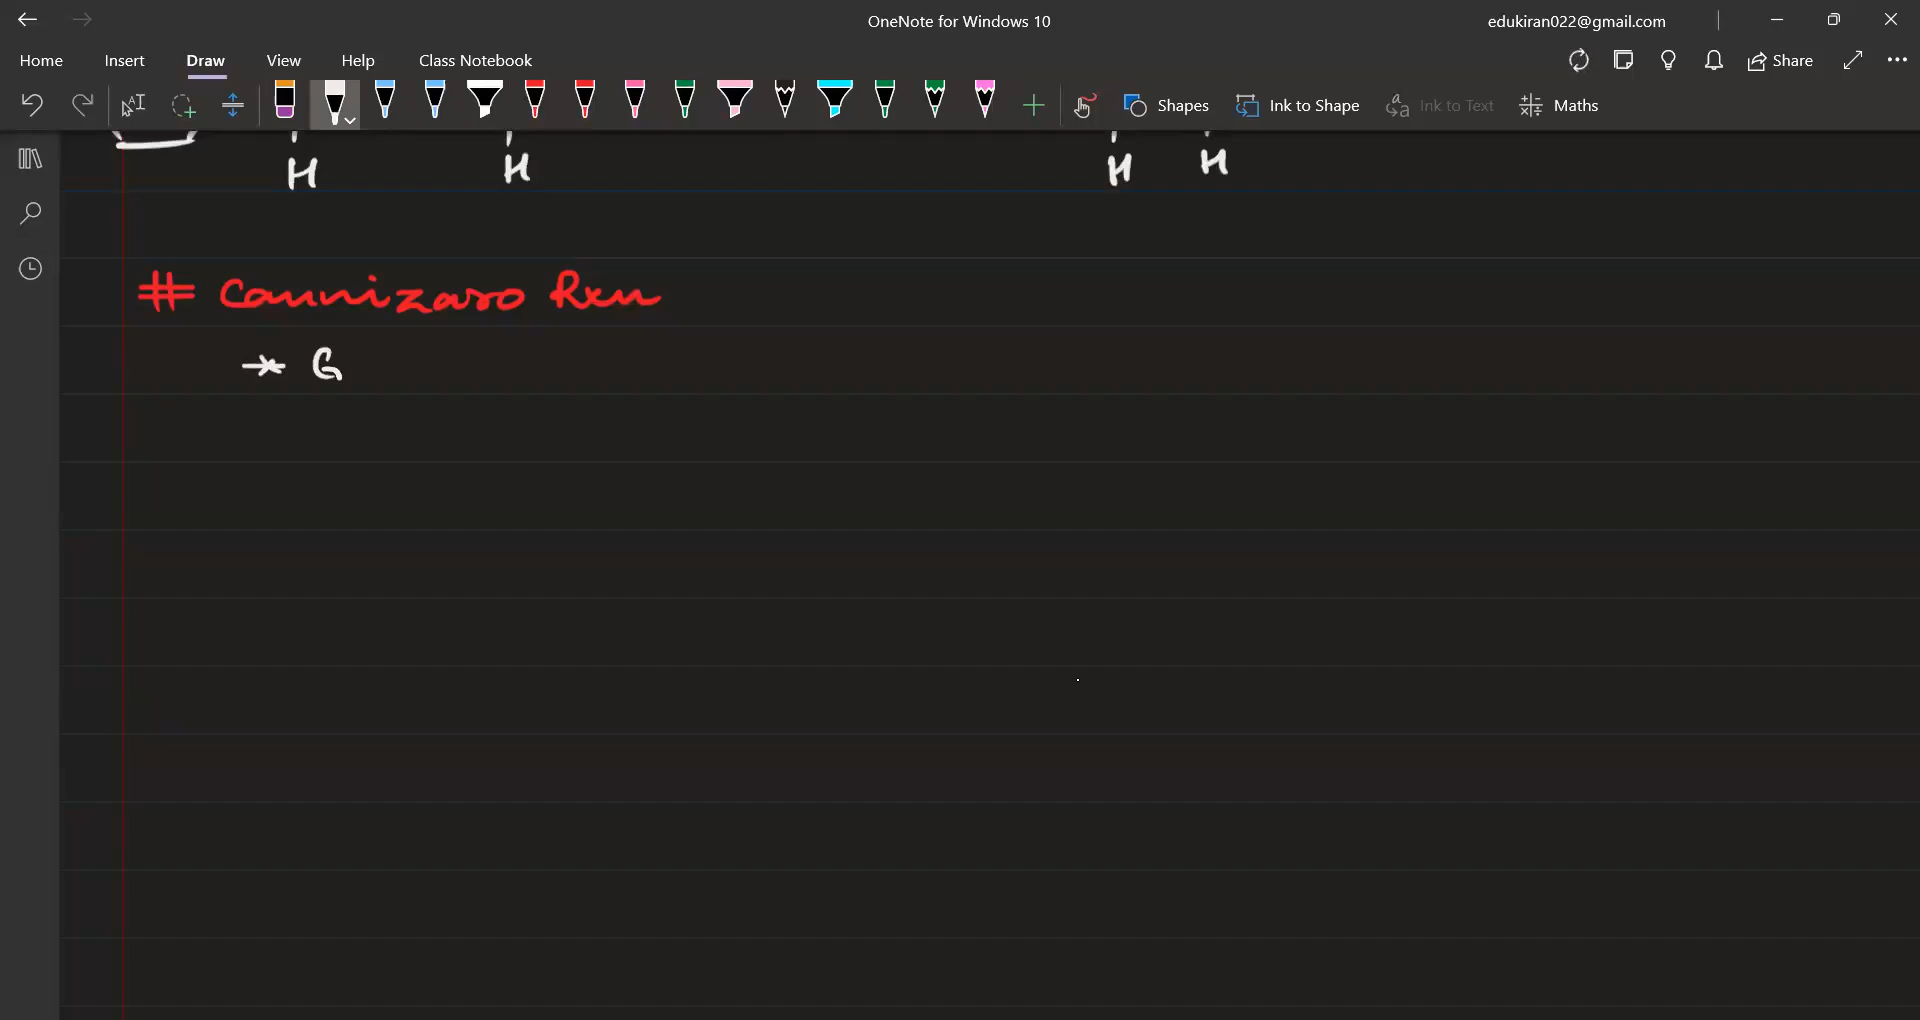 OneNote for Windows 10
edukiran022@gmail.com
Home Insert Draw View Help Class Notebook Share
Shapes Ink to Shape Ink to Text Maths
H H H H
# Cannizaro Rxn
* G